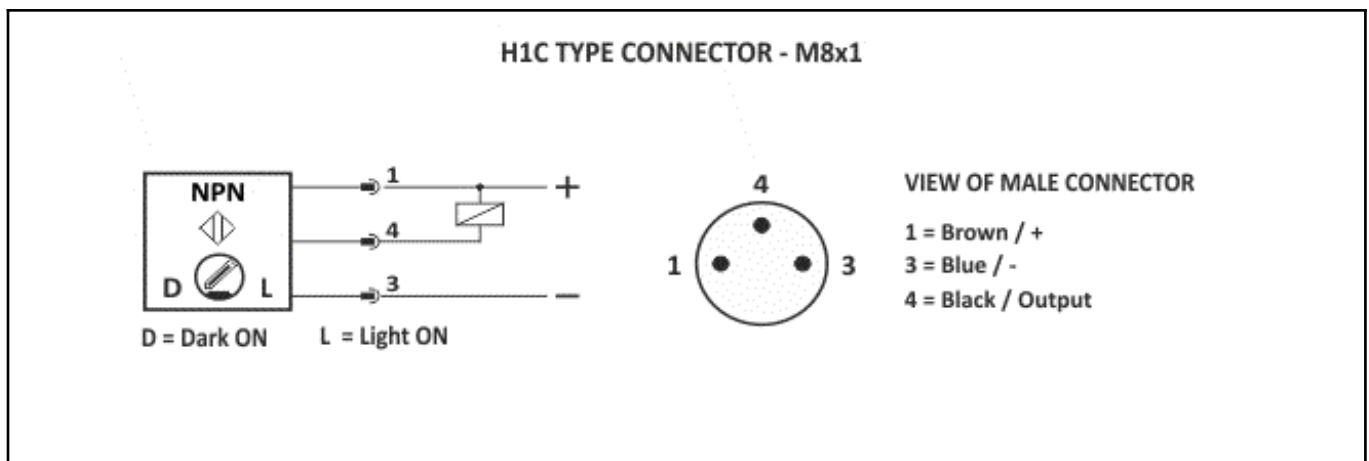 H1C TYPE CONNECTOR - M8x1
NPN
D L
D = Dark ON L = Light ON
1
+
4
3
—
4
1 3
VIEW OF MALE CONNECTOR
1 = Brown / +
3 = Blue / -
4 = Black / Output